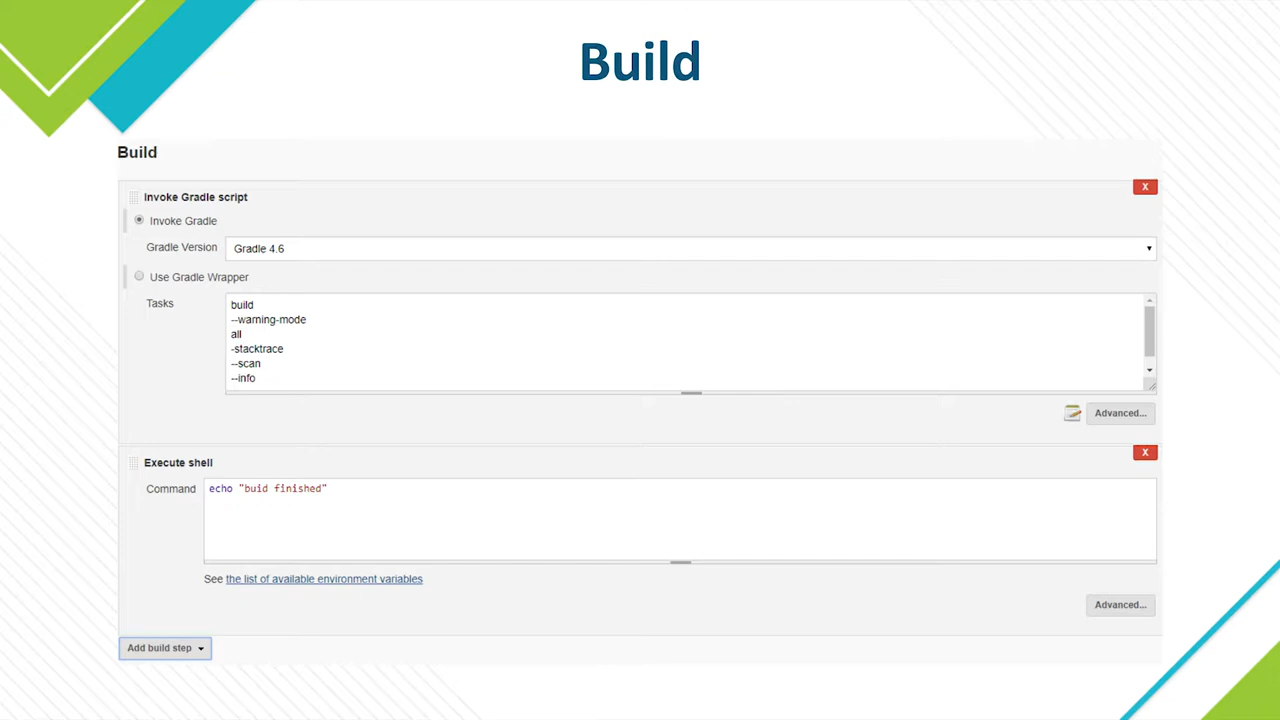 Build
Build
Invoke Gradle script
X
Invoke Gradle
Gradle Version
Gradle 4.6
Use Gradle Wrapper
Tasks
build
--warning-mode
all
-stacktrace
--scan
--info
Advanced...
Execute shell
X
Command
echo "buid finished"
See the list of available environment variables
Advanced...
Add build step